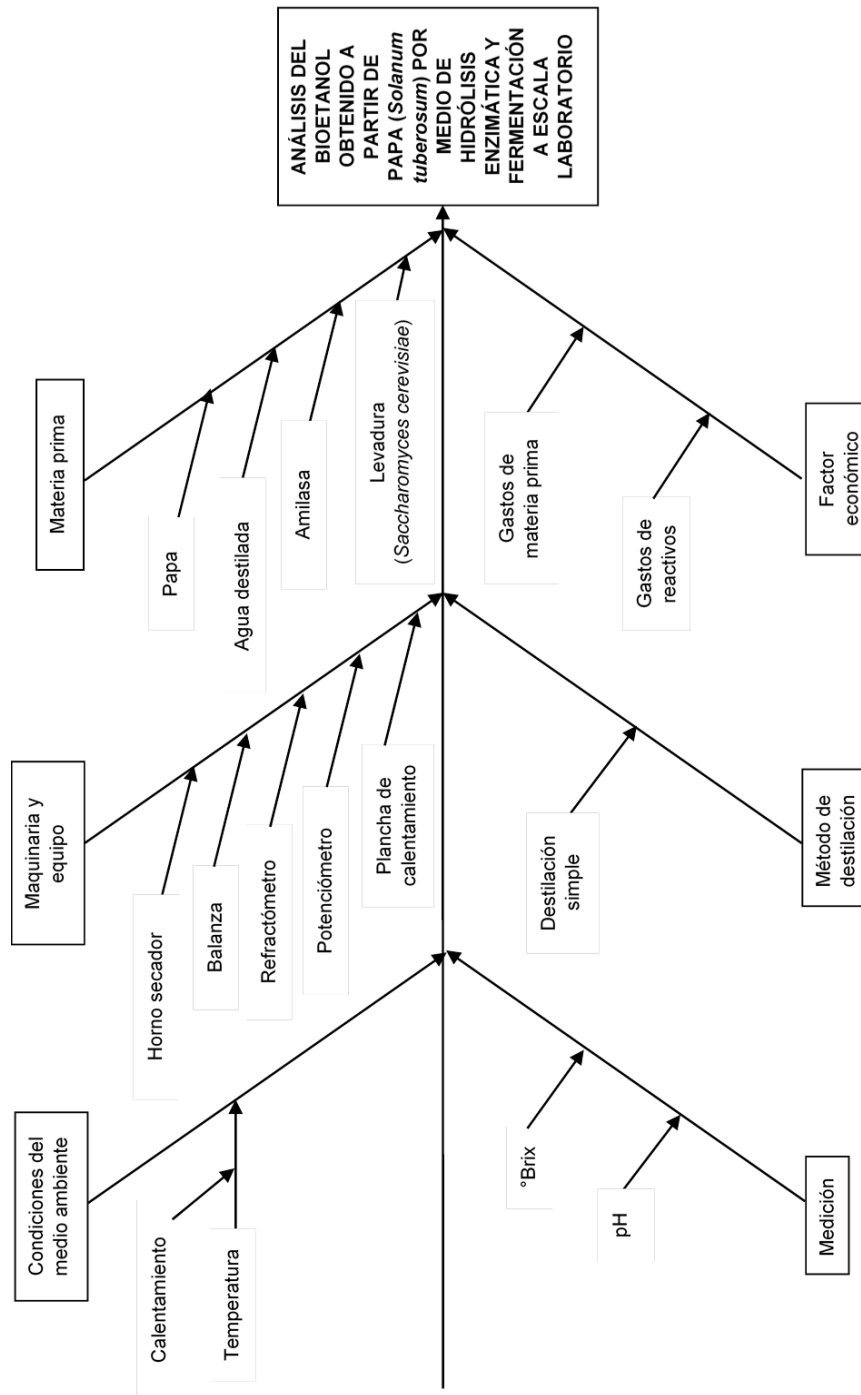 Condiciones del
medio ambiente
Calentamiento
Temperatura
Maquinaria y
equipo
Horno secador
Balanza
Refractómetro
Potenciómetro
Plancha de
calentamiento
Materia prima
Papa
Agua destilada
Amilasa
Levadura
(Saccharomyces cerevisiae)
ANÁLISIS DEL
BIOETANOL
OBTENIDO A
PARTIR DE
PAPA (Solanum
tuberosum) POR
MEDIO DE
HIDRÓLISIS
ENZIMÁTICA Y
FERMENTACIÓN
A ESCALA
LABORATORIO
°Brix
pH
Medición
Destilación
simple
Método de
destilación
Gastos de
materia prima
Gastos de
reactivos
Factor
económico